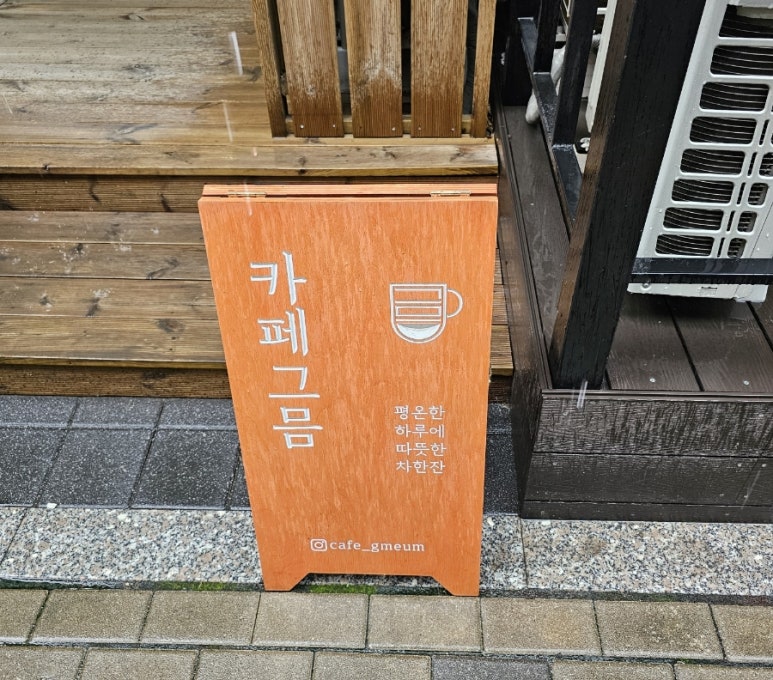 카페그믐
평온한
하루에
따뜻한
차한잔
cafe_gmeum